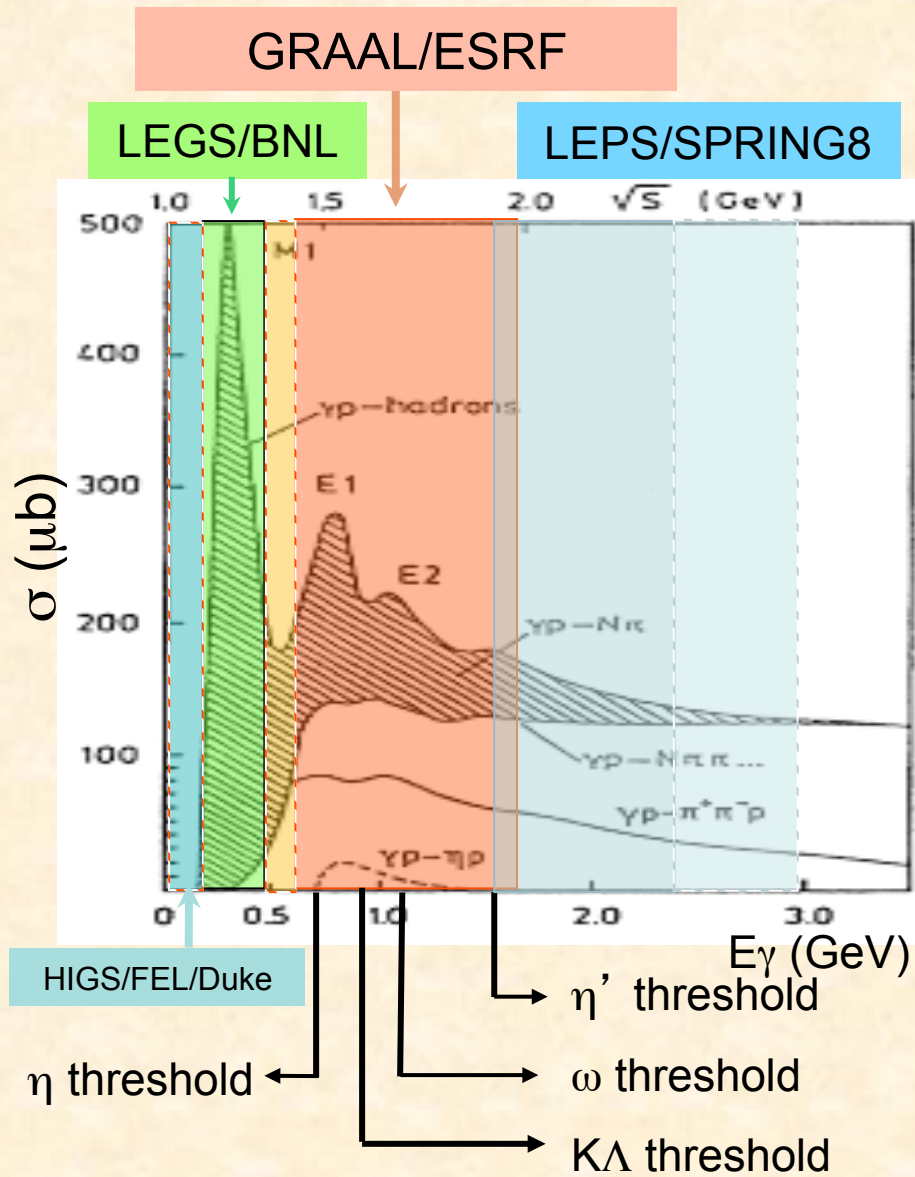 GRAAL/ESRF
LEGS/BNL
LEPS/SPRING8
1.0 1,5 2.0 √S [GeV]
500
M1
400
γp-hadrons
300
E1
E2
σ (μb)
200
γp-Nπ
100
γp-Nππ...
γp-π⁺π⁻p
γp-ηp
0 0.5 1.0 2.0 3.0
Eγ (GeV)
HIGS/FEL/Duke
η’ threshold
η threshold
ω threshold
KΛ threshold